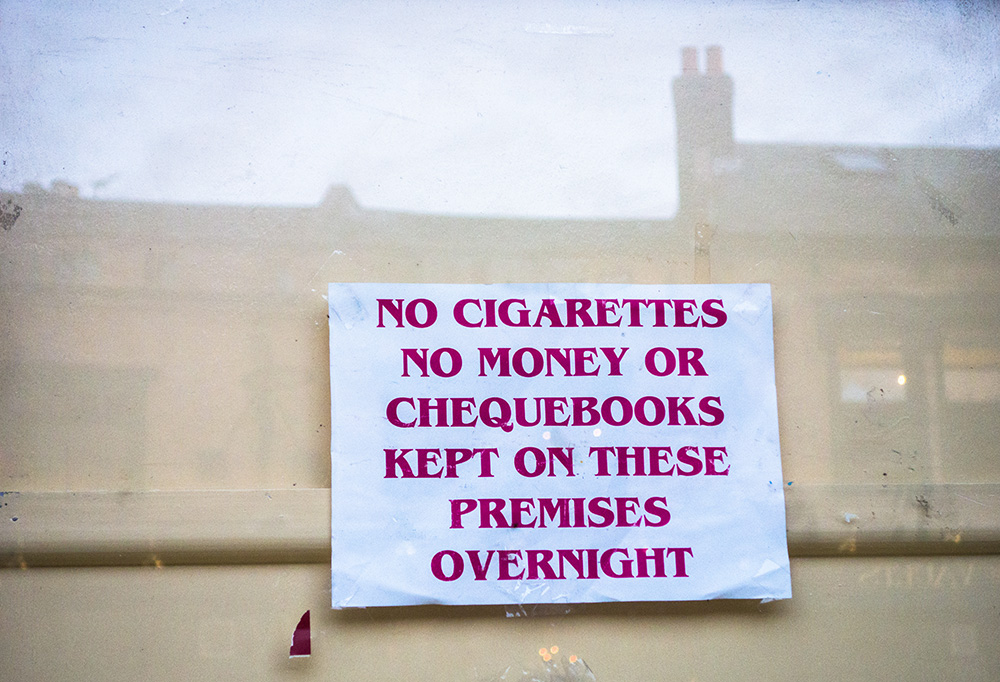 NO CIGARETTES
NO MONEY OR
CHEQUEBOOKS
KEPT ON THESE
PREMISES
OVERNIGHT